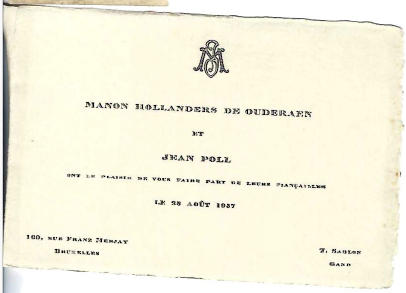 MANON HOLLANDERS DE OUDERAEN
ET
JEAN POLL
ONT LE PLAISIR DE VOUS FAIRE PART DE LEURS FIANÇAILLES
LE 28 AOÛT 1937
160, RUE FRANZ MERJAY
BRUXELLES
7, SABLON
GAND